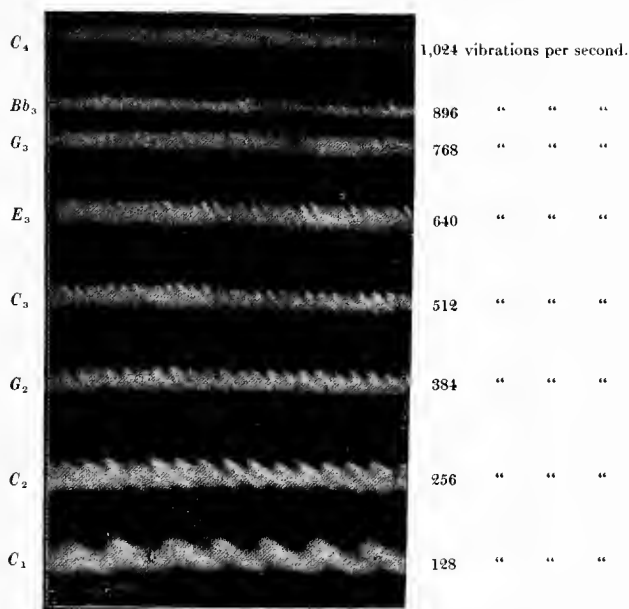 C₄ 1,024 vibrations per second.
Bb₃ 896 “ “ “
G₃ 768 “ “ “
E₃ 640 “ “ “
C₃ 512 “ “ “
G₂ 384 “ “ “
C₂ 256 “ “ “
C₁ 128 “ “ “